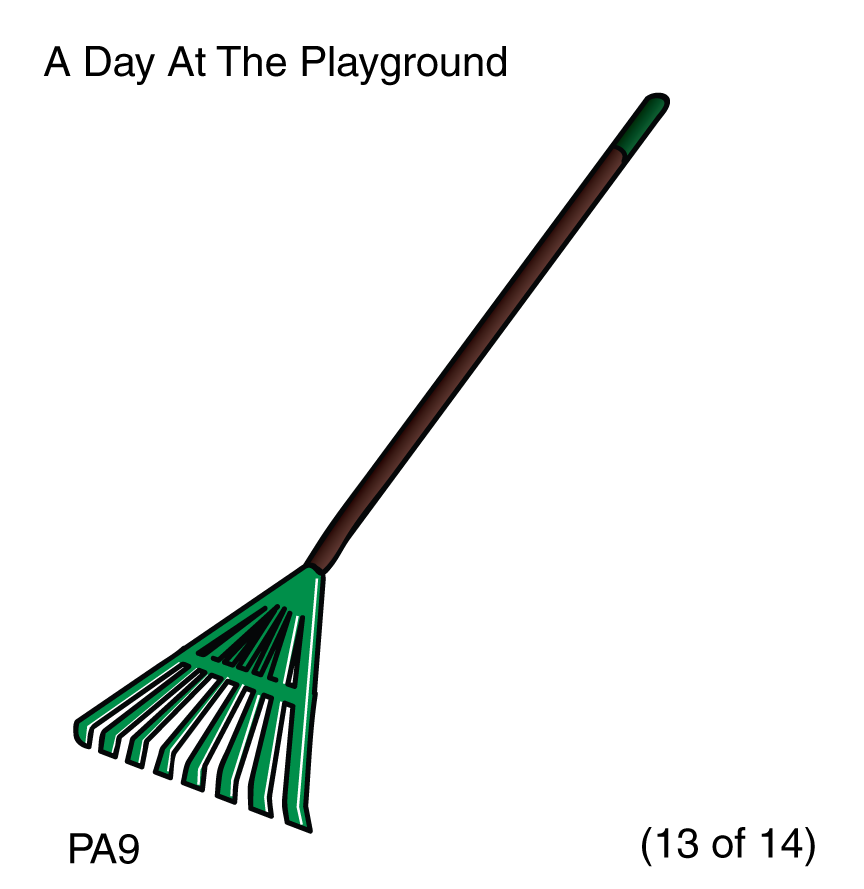 A Day At The Playground
PA9
(13 of 14)